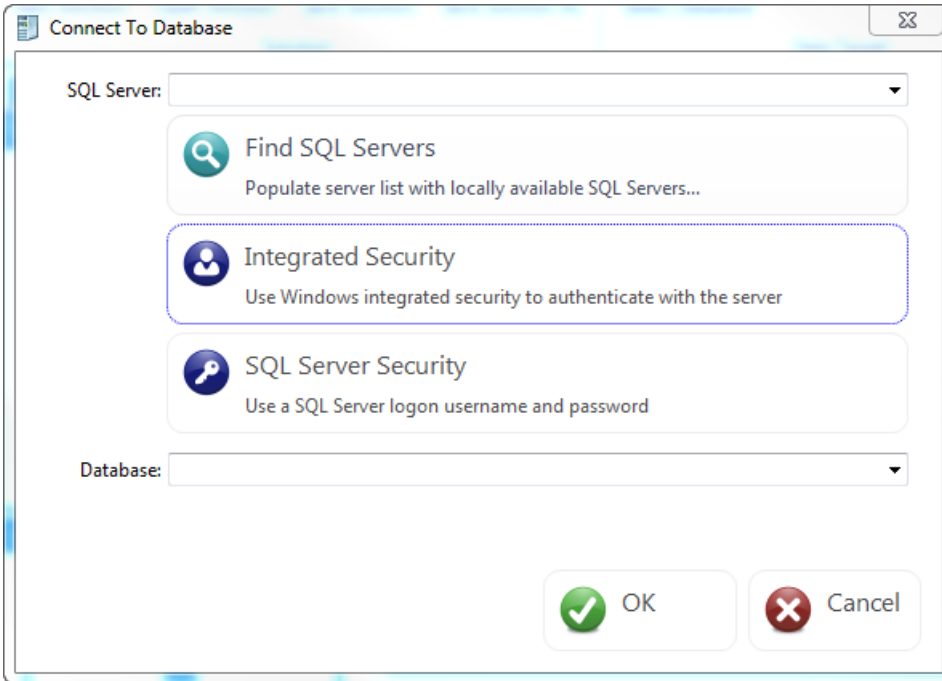 Connect To Database
SQL Server:
Find SQL Servers
Populate server list with locally available SQL Servers...
Integrated Security
Use Windows integrated security to authenticate with the server
SQL Server Security
Use a SQL Server logon username and password
Database:
OK
Cancel